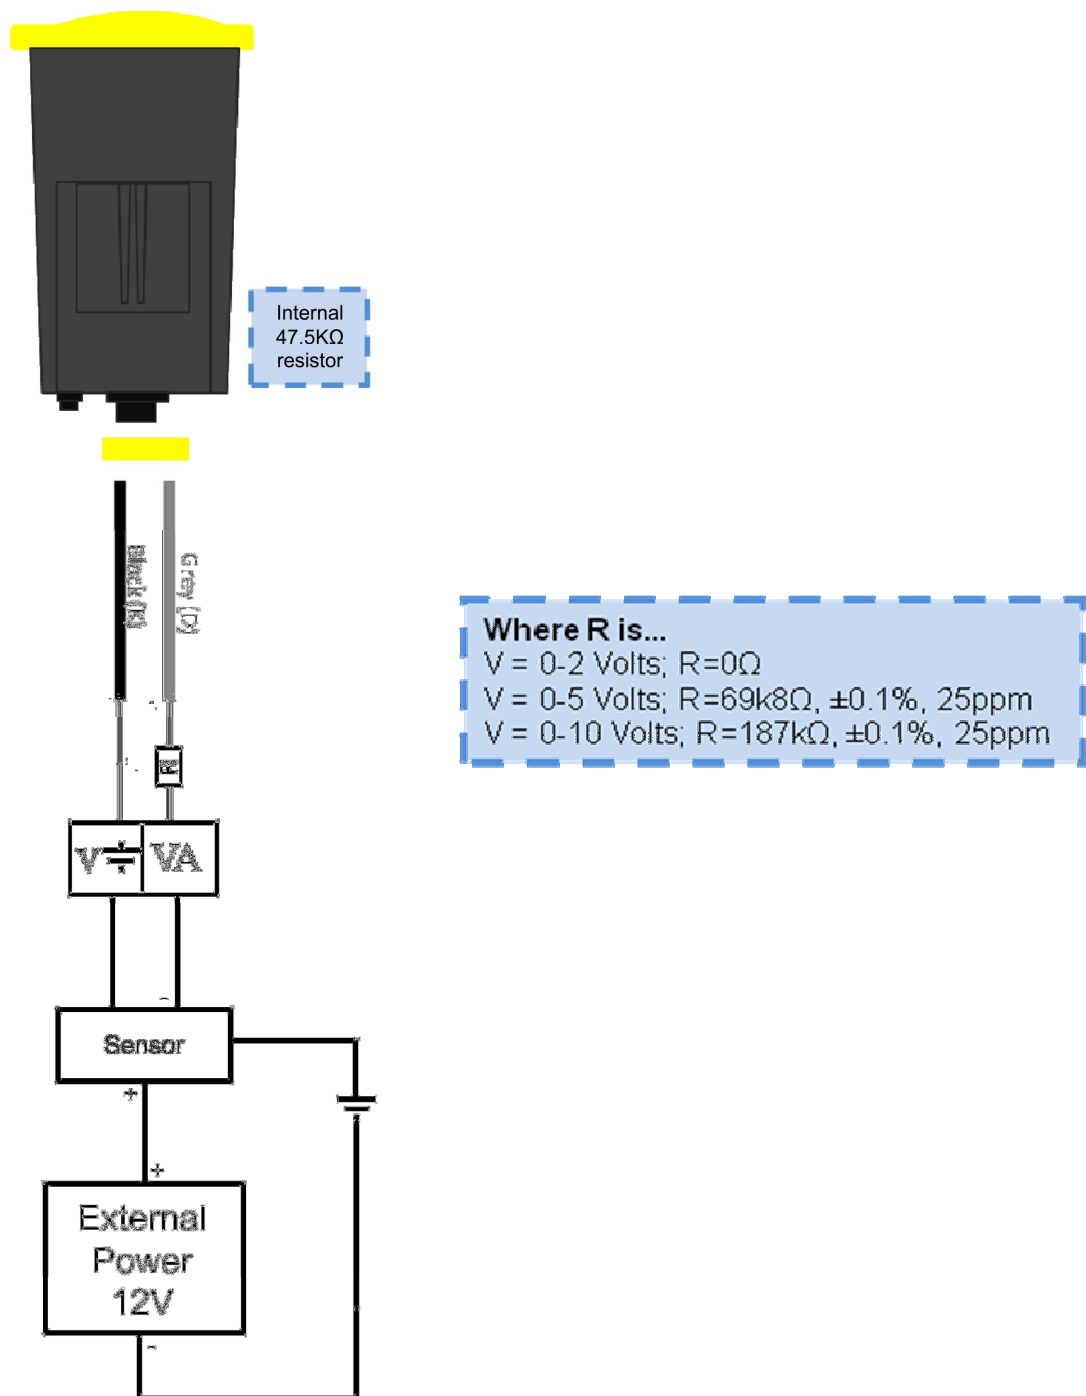 Internal
47.5KΩ
resistor
Black (E)
Grey (D)
Where R is...
V = 0-2 Volts; R=0Ω
V = 0-5 Volts; R=69k8Ω, ±0.1%, 25ppm
V = 0-10 Volts; R=187kΩ, ±0.1%, 25ppm
R
V VA
-
Sensor
+
+
External
Power
12V
-